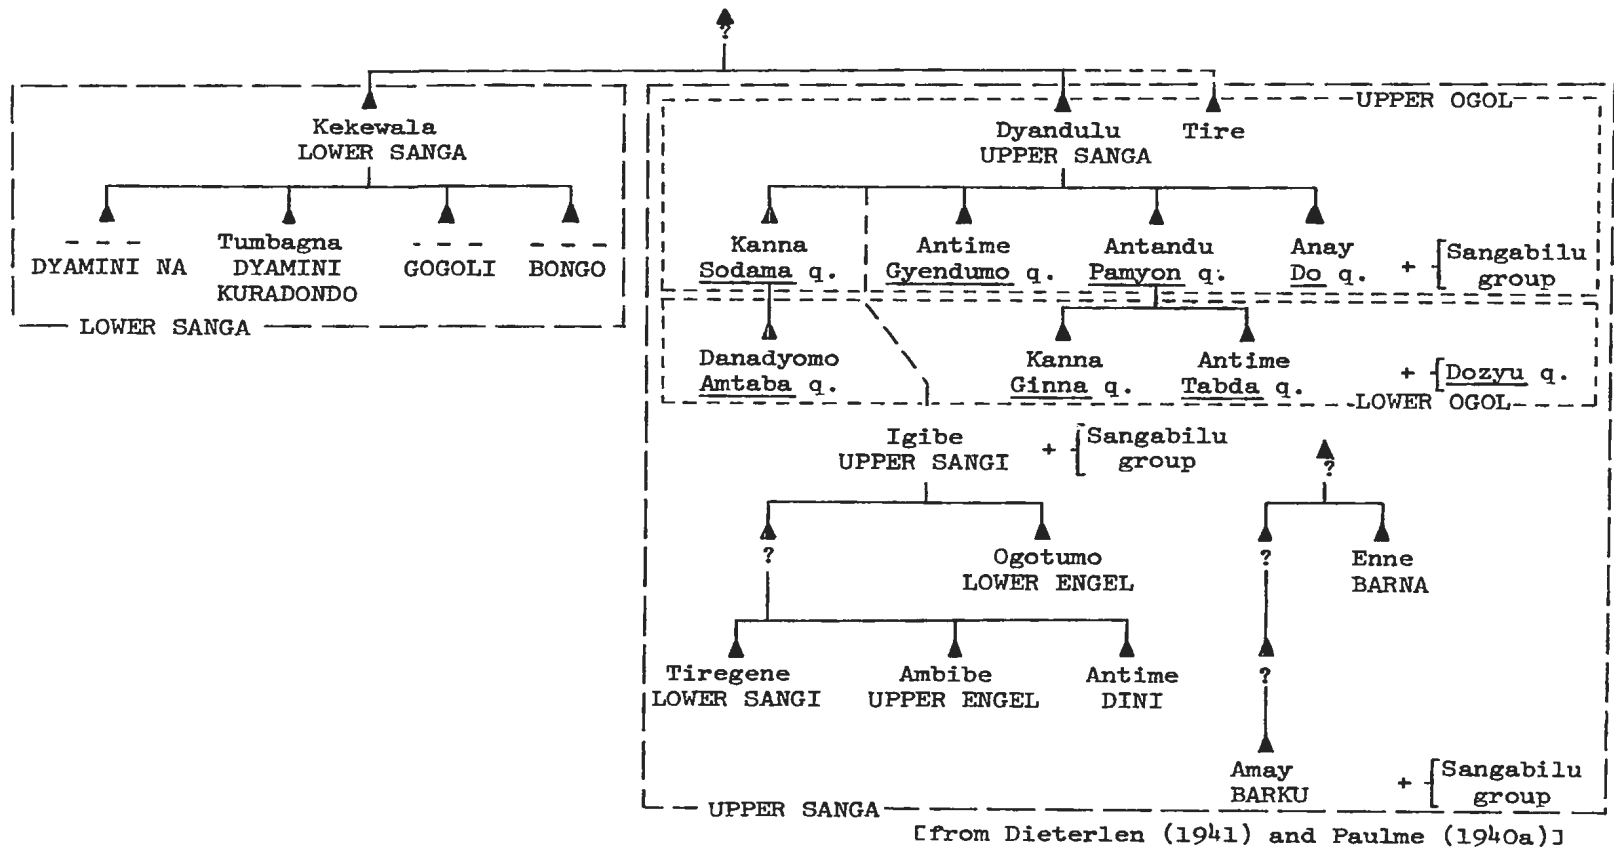 ?
UPPER OGOL
Kekewala
LOWER SANGA
Dyandulu
UPPER SANGA
Tire
DYAMINI NA
Tumbagna
DYAMINI
KURADONDO
GOGOLI
BONGO
LOWER SANGA
Kanna
Sodama q.
Antime
Gyendumo q.
Antandu
Pamyon q.
Anay
Do q.
+ [Sangabilu
group
Danadyomo
Amtaba q.
Kanna
Ginna q.
Antime
Tabda q.
+ [Dozyu q.
LOWER OGOL
Igibe
UPPER SANGI
+ [Sangabilu
group
?
?
Ogotumo
LOWER ENGEL
?
Enne
BARNA
Tiregene
LOWER SANGI
Ambibe
UPPER ENGEL
Antime
DINI
?
Amay
BARKU
+ [Sangabilu
group
UPPER SANGA
[from Dieterlen (1941) and Paulme (1940a)]